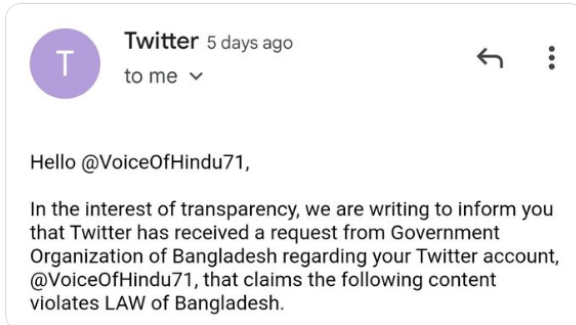 T
Twitter 5 days ago
to me
Hello @VoiceOfHindu71,
In the interest of transparency, we are writing to inform you
that Twitter has received a request from Government
Organization of Bangladesh regarding your Twitter account,
@VoiceOfHindu71, that claims the following content
violates LAW of Bangladesh.